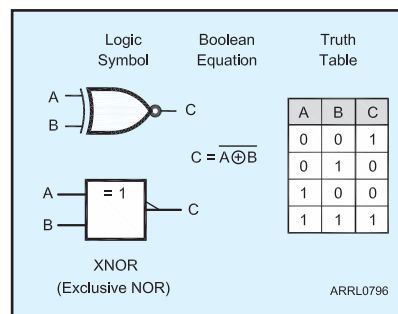 Logic Symbol
Boolean Equation
Truth Table
A
B
C
C = \overline{A⊕B}
A B C
0 0 1
0 1 0
1 0 0
1 1 1
A
B
= 1
C
XNOR
(Exclusive NOR)
ARRL0796